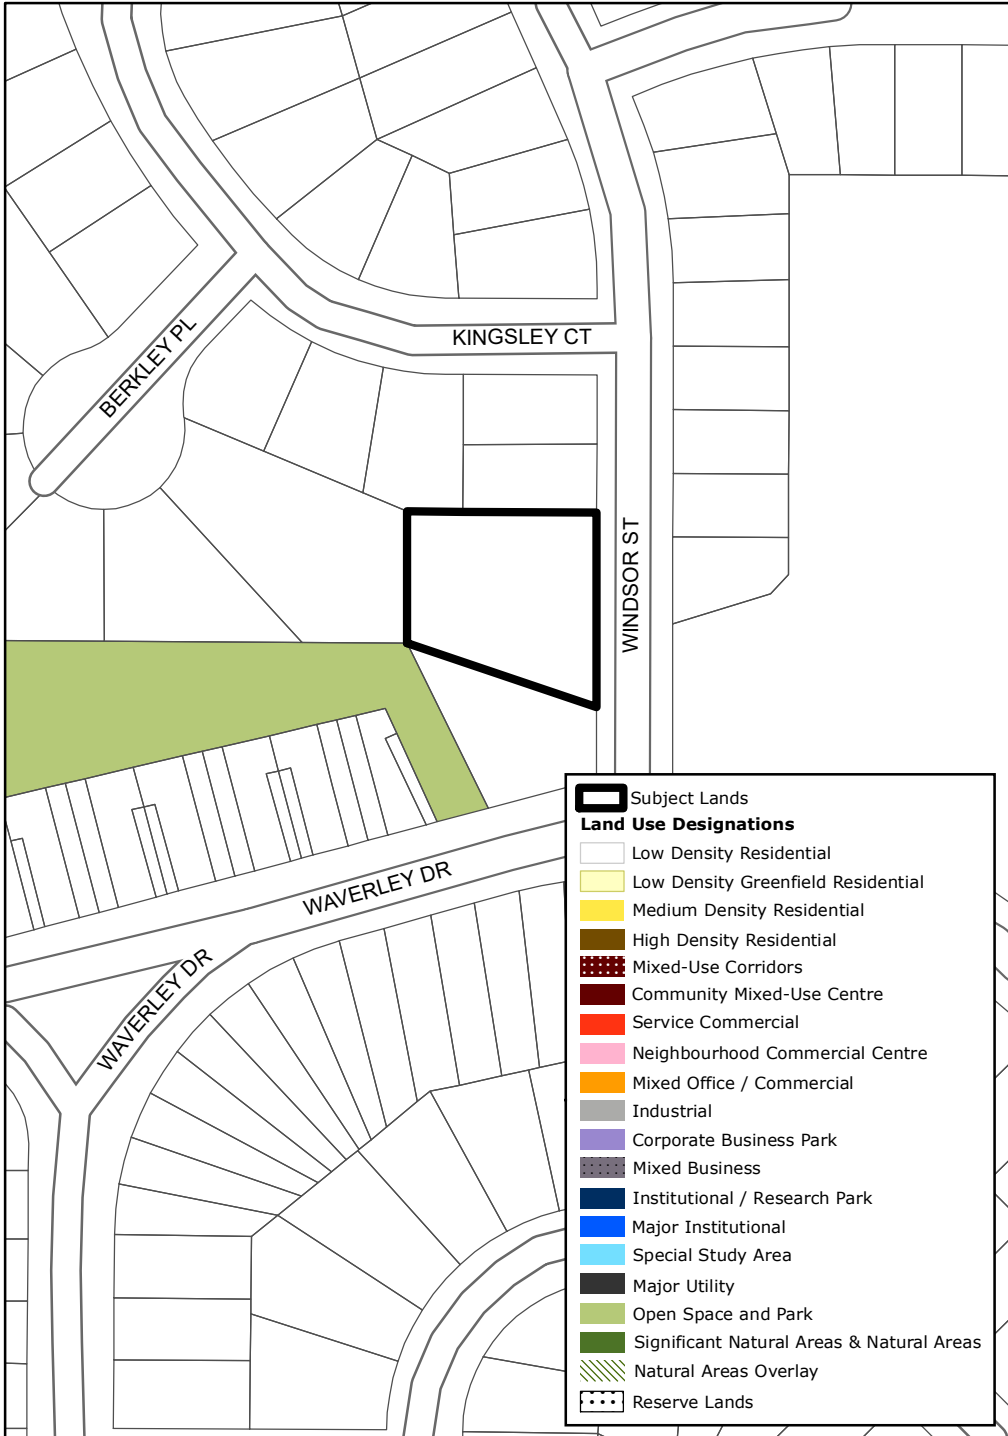 KINGSLEY CT
BERKLEY PL
WINDSOR ST
WAVERLEY DR
WAVERLEY DR
Subject Lands
Land Use Designations
Low Density Residential
Low Density Greenfield Residential
Medium Density Residential
High Density Residential
Mixed-Use Corridors
Community Mixed-Use Centre
Service Commercial
Neighbourhood Commercial Centre
Mixed Office / Commercial
Industrial
Corporate Business Park
Mixed Business
Institutional / Research Park
Major Institutional
Special Study Area
Major Utility
Open Space and Park
Significant Natural Areas & Natural Areas
Natural Areas Overlay
Reserve Lands